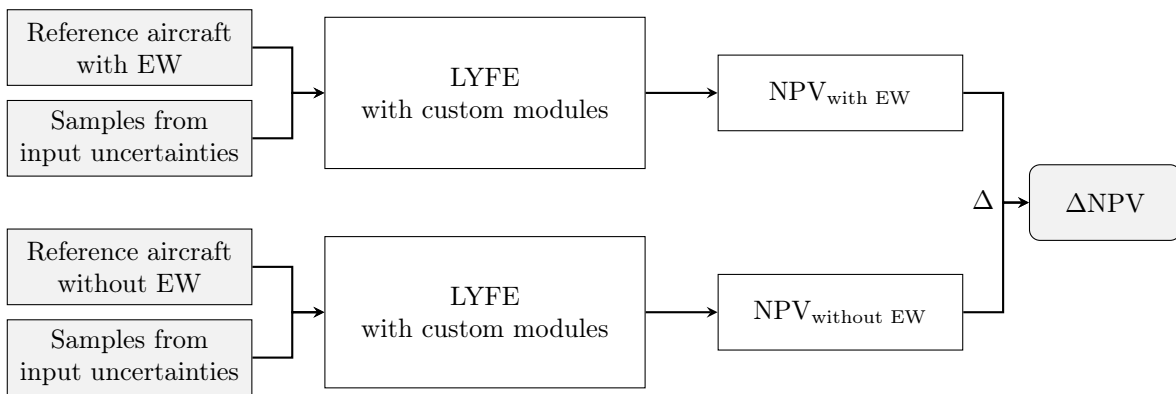 Reference aircraft
with EW
Samples from
input uncertainties
LYFE
with custom modules
NPV_with EW
Δ
ΔNPV
Reference aircraft
without EW
Samples from
input uncertainties
LYFE
with custom modules
NPV_without EW